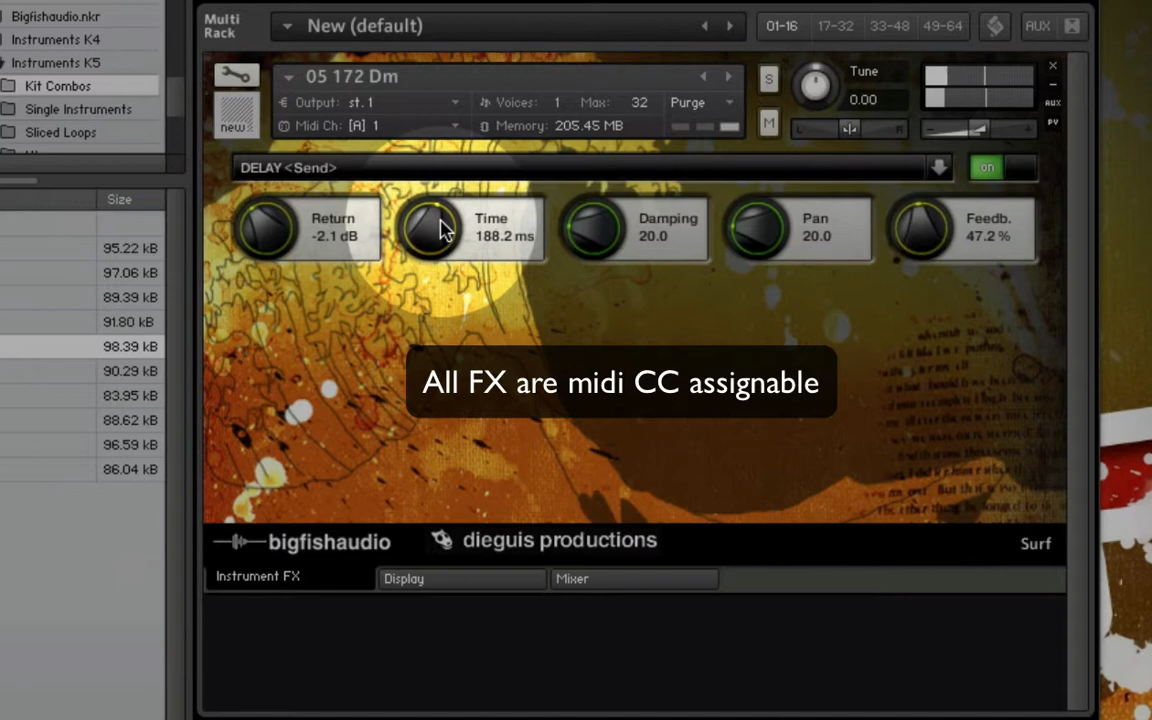 Bigfishaudio.nkr
Instruments K4
Instruments K5
Kit Combos
Single Instruments
Sliced Loops
Size
95.22 kB
97.06 kB
89.39 kB
91.80 kB
98.39 kB
90.29 kB
83.95 kB
88.62 kB
96.59 kB
86.04 kB
Multi Rack
New (default)
01-16 17-32 33-48 49-64 AUX
05 172 Dm
Output: st. 1 Voices: 1 Max: 32 Purge
Midi Ch: [A] 1 Memory: 205.45 MB
new
S
M
Tune
0.00
L R
AUX
PV
DELAY <Send>
on
Return
-2.1 dB
Time
188.2 ms
Damping
20.0
Pan
20.0
Feedb.
47.2 %
All FX are midi CC assignable
bigfishaudio
dieguis productions
Surf
Instrument FX
Display
Mixer